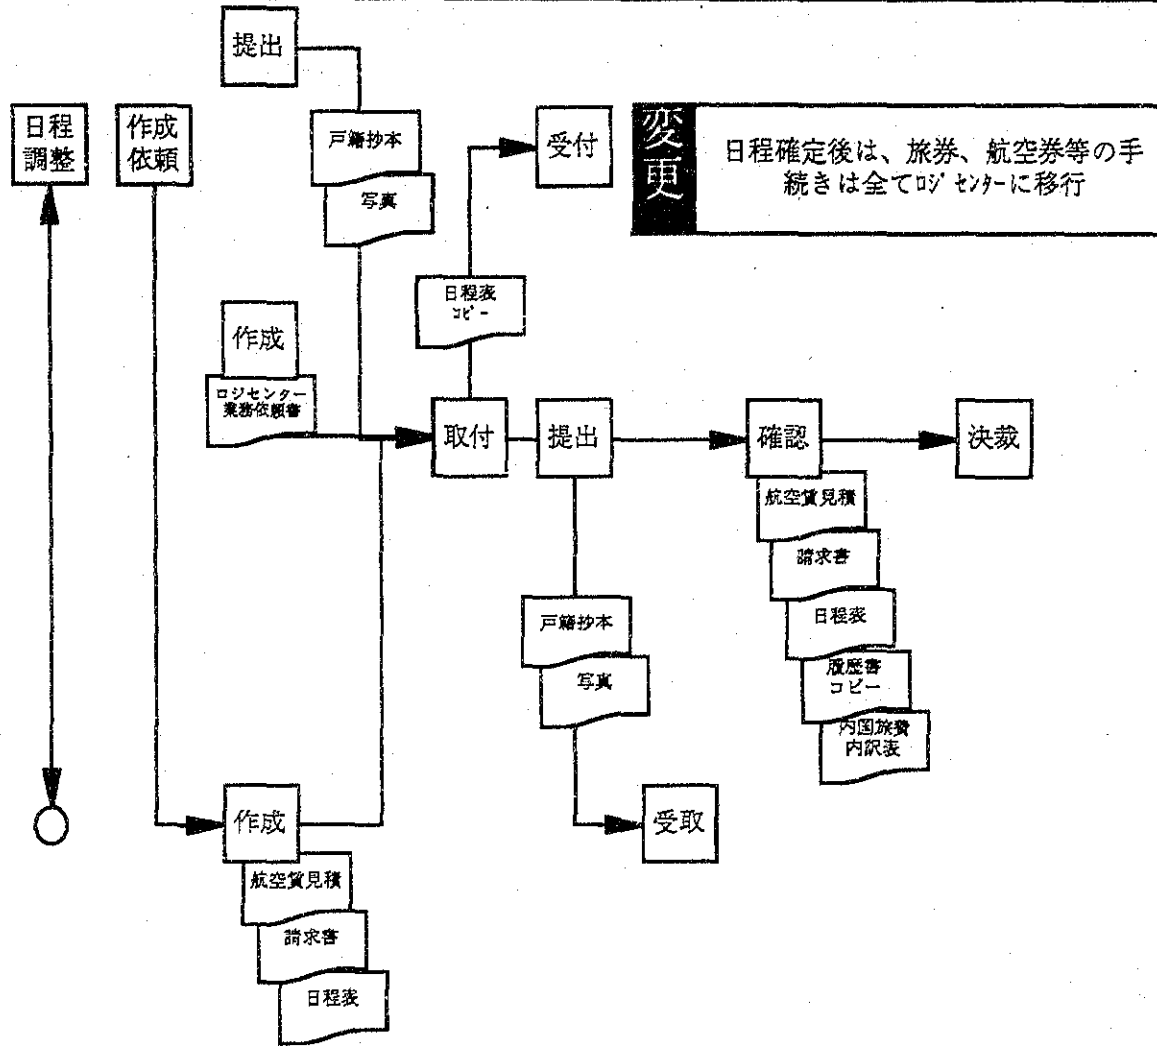 提出
日程
調整
作成
依頼
戸籍抄本
写真
受付
変更
日程確定後は、旅券、航空券等の手
続きは全てロジセンターに移行
日程表
コピー
作成
ロジセンター
業務依頼書
取付
提出
確認
決裁
航空賃見積
請求書
日程表
履歴書
コピー
内国旅費
内訳表
戸籍抄本
写真
作成
受取
航空賃見積
請求書
日程表